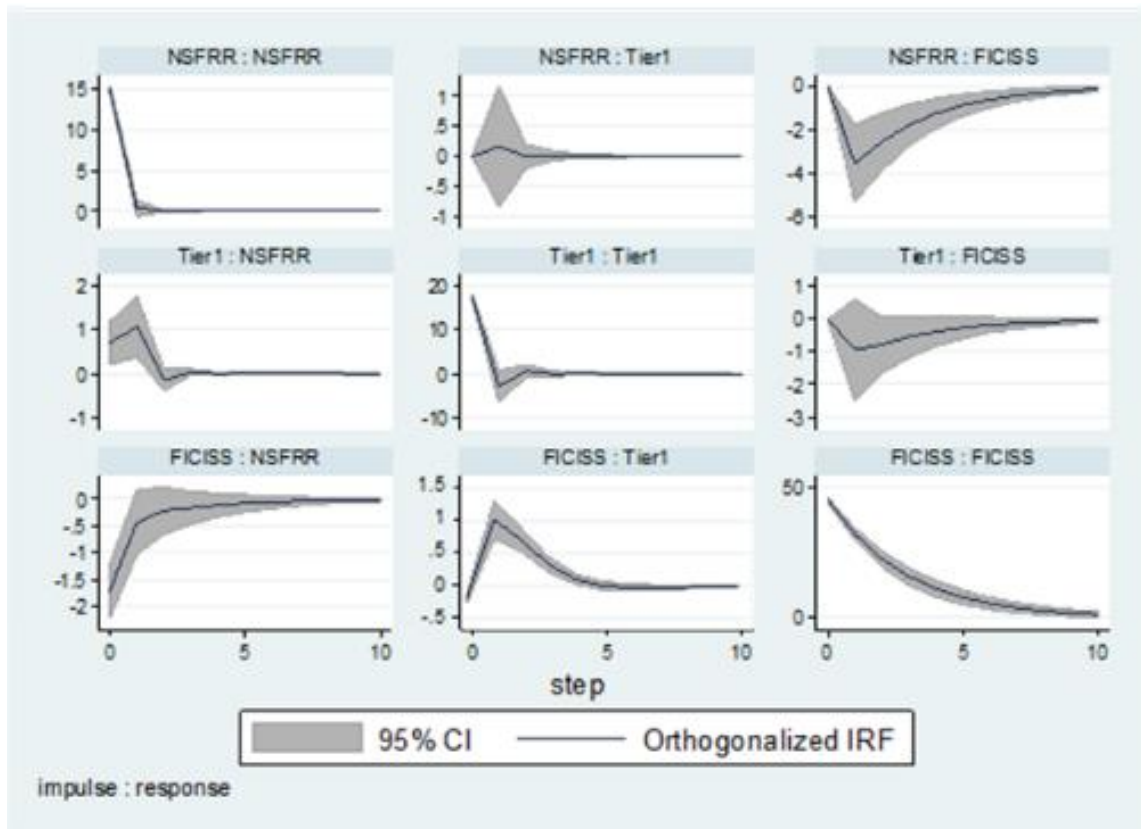 NSFRR : NSFRR
NSFRR : Tier1
NSFRR : FICISS
15
10
5
0
1
.5
0
-.5
-1
0
-2
-4
-6
Tier1 : NSFRR
Tier1 : Tier1
Tier1 : FICISS
2
1
0
-1
20
10
0
-10
1
0
-1
-2
-3
FICISS : NSFRR
FICISS : Tier1
FICISS : FICISS
0
-.5
-1
-1.5
-2
1.5
1
.5
0
-.5
50
0
0 5 10
0 5 10
0 5 10
step
95% CI Orthogonalized IRF
impulse : response